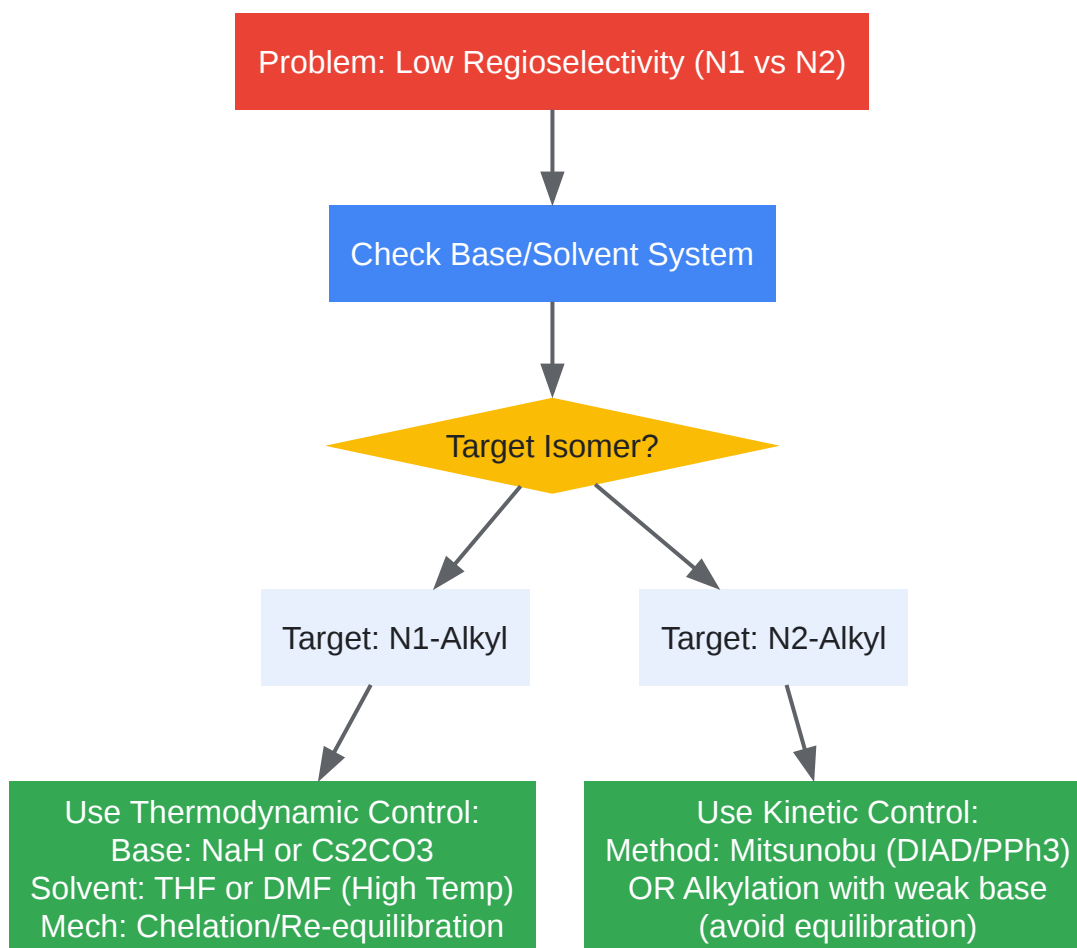 Problem: Low Regioselectivity (N1 vs N2)
Check Base/Solvent System
Target Isomer?
Target: N1-Alkyl
Target: N2-Alkyl
Use Thermodynamic Control:
Base: NaH or Cs2CO3
Solvent: THF or DMF (High Temp)
Mech: Chelation/Re-equilibration
Use Kinetic Control:
Method: Mitsunobu (DIAD/PPh3)
OR Alkylation with weak base
(avoid equilibration)